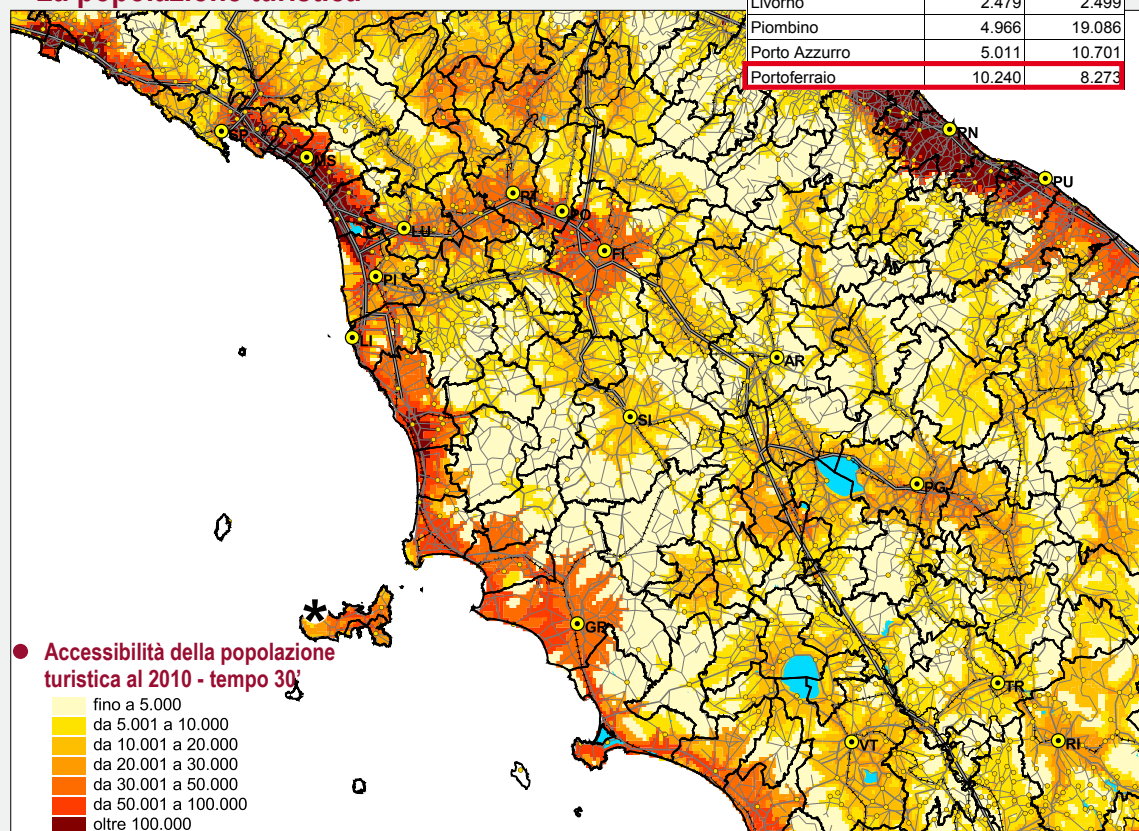 La popolazione turistica
Livorno 2.479 2.499
Piombino 4.966 19.086
Porto Azzurro 5.011 10.701
Portoferraio 10.240 8.273
RN
SP
MS
PU
PO
LU
FI
PI
LI
AR
SI
PG
*
GR
Accessibilità della popolazione
turistica al 2010 - tempo 30'
TR
fino a 5.000
da 5.001 a 10.000
da 10.001 a 20.000
VT
RI
da 20.001 a 30.000
da 30.001 a 50.000
da 50.001 a 100.000
oltre 100.000